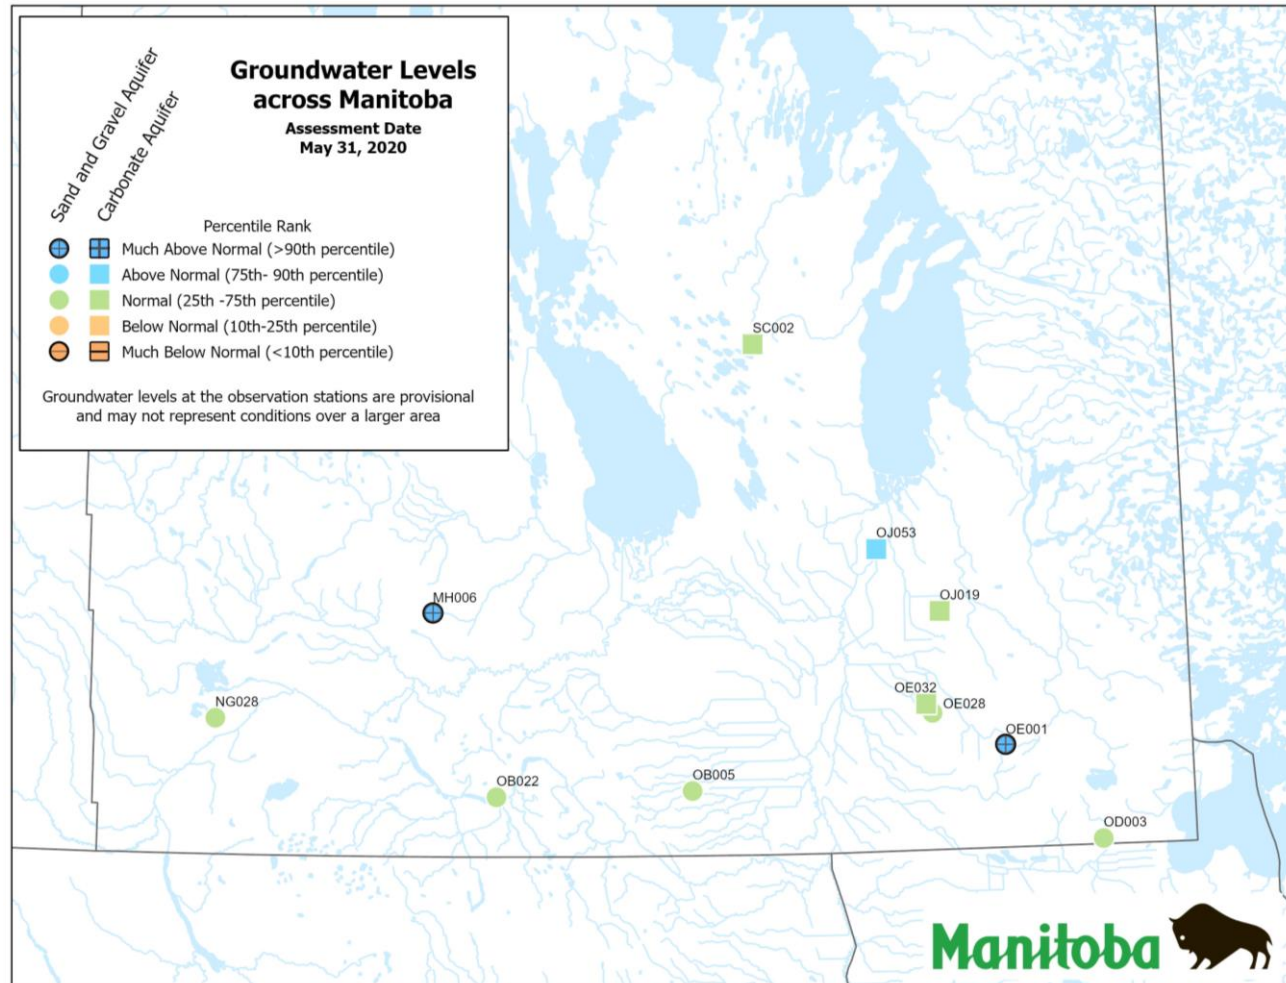 Groundwater Levels
across Manitoba
Assessment Date
May 31, 2020
Sand and Gravel Aquifer
Carbonate Aquifer
Percentile Rank
Much Above Normal (>90th percentile)
Above Normal (75th- 90th percentile)
Normal (25th -75th percentile)
Below Normal (10th-25th percentile)
Much Below Normal (<10th percentile)
Groundwater levels at the observation stations are provisional
and may not represent conditions over a larger area
SC002
OJ053
MH006
OJ019
NG028
OE032
OE028
OE001
OB022
OB005
OD003
Manitoba